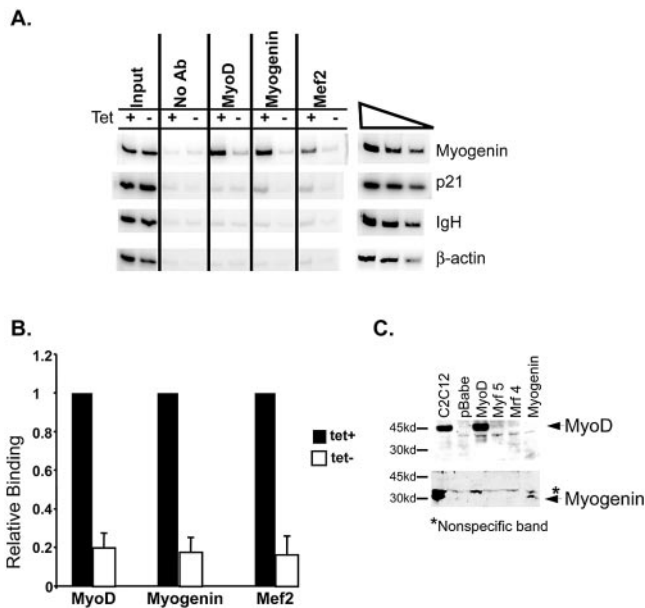 A.
Input
No Ab
MyoD
Myogenin
Mef2
Tet + - + - + - + - + -
Myogenin
p21
IgH
β-actin
B.
Relative Binding
1.2
1
0.8
0.6
0.4
0.2
0
MyoD Myogenin Mef2
tet+
tet-
C.
C2C12
pBabe
MyoD
Myf 5
Mrf 4
Myogenin
45kd
30kd
MyoD
45kd
30kd
*
Myogenin
*Nonspecific band